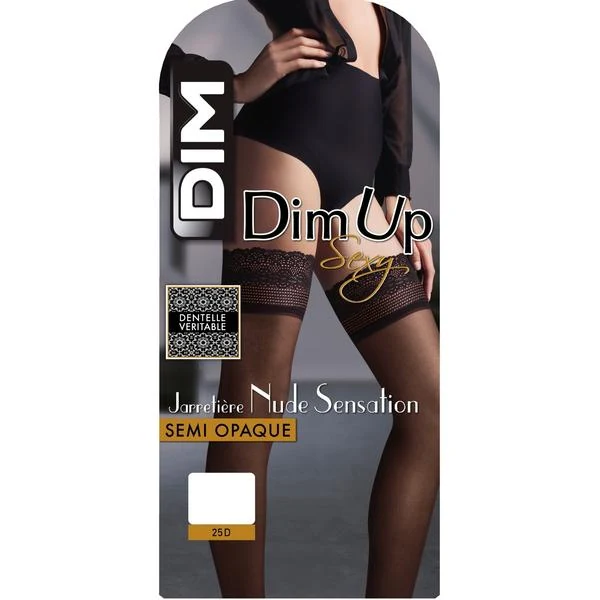 DIM
Dim Up
Sexy
DENTELLE
VERITABLE
Jarretière Nude Sensation
SEMI OPAQUE
25D